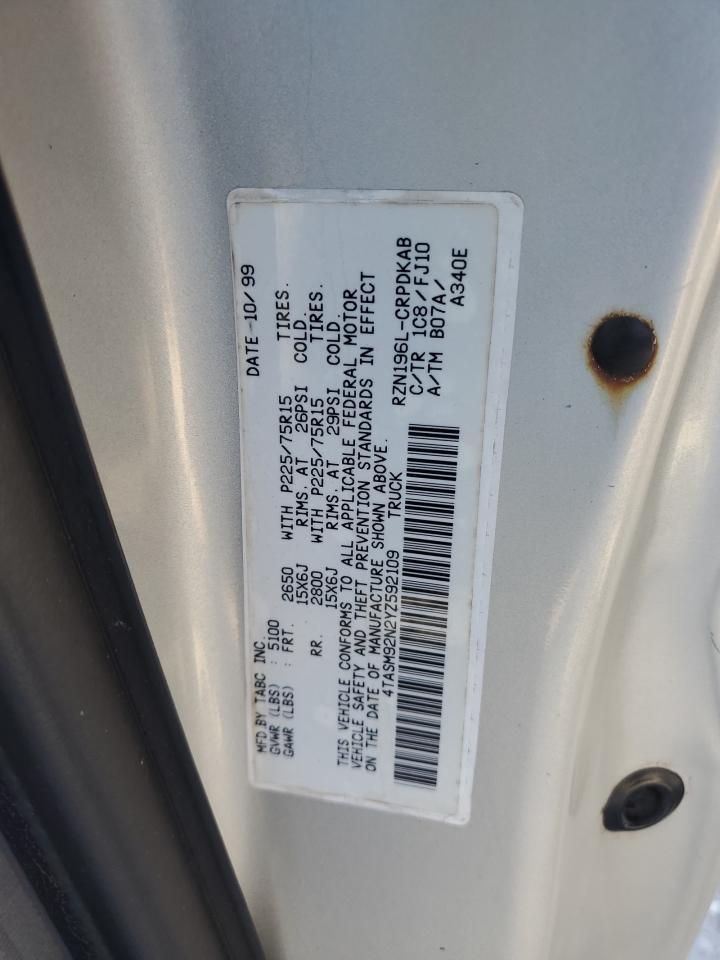 MFD.BY TABC INC. DATE 10/99
GVWR (LBS) : 5100
GAWR (LBS) : FRT. 2650 WITH P225/75R15 TIRES.
15X6J RIMS. AT 26PSI COLD.
RR. 2800 WITH P225/75R15 TIRES.
15X6J RIMS. AT 29PSI COLD.
THIS VEHICLE CONFORMS TO ALL APPLICABLE FEDERAL MOTOR
VEHICLE SAFETY AND THEFT PREVENTION STANDARDS IN EFFECT
ON THE DATE OF MANUFACTURE SHOWN ABOVE.
4TASM92N2YZ592109 TRUCK
RZN196L-CRPDKAB
C/TR 1C8/FJ10
A/TM B07A/
A340E